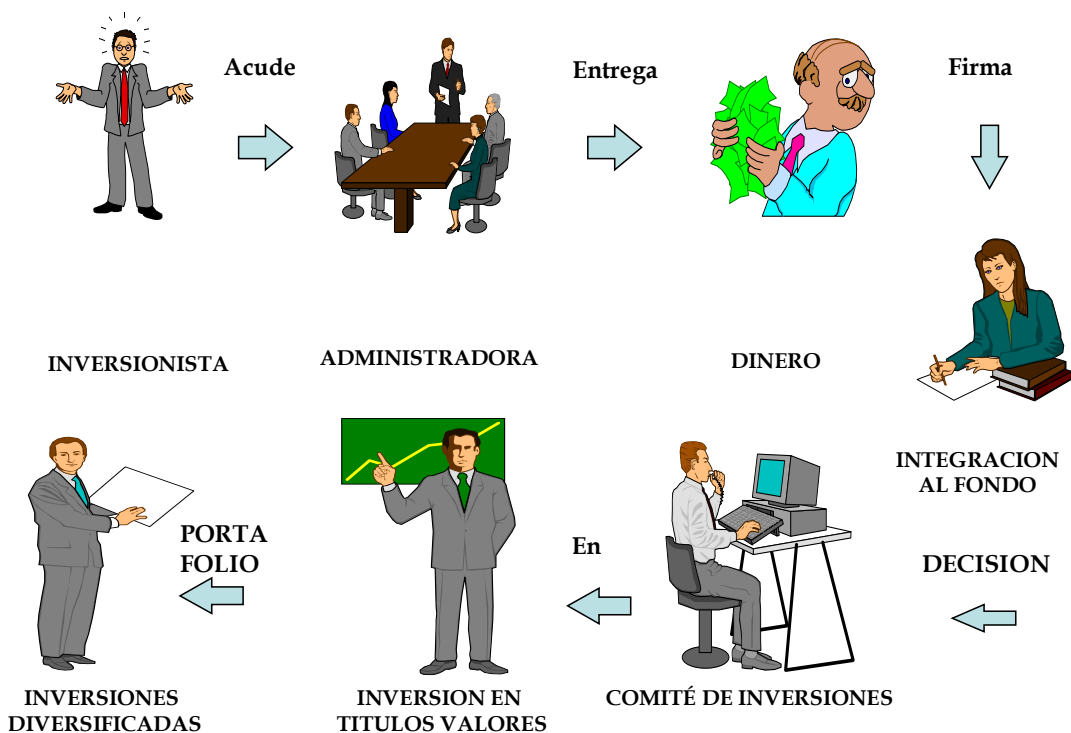 Acude
Entrega
Firma
INVERSIONISTA
ADMINISTRADORA
DINERO
INTEGRACION
AL FONDO
DECISION
En
PORTA
FOLIO
COMITÉ DE INVERSIONES
INVERSION EN
TITULOS VALORES
INVERSIONES
DIVERSIFICADAS